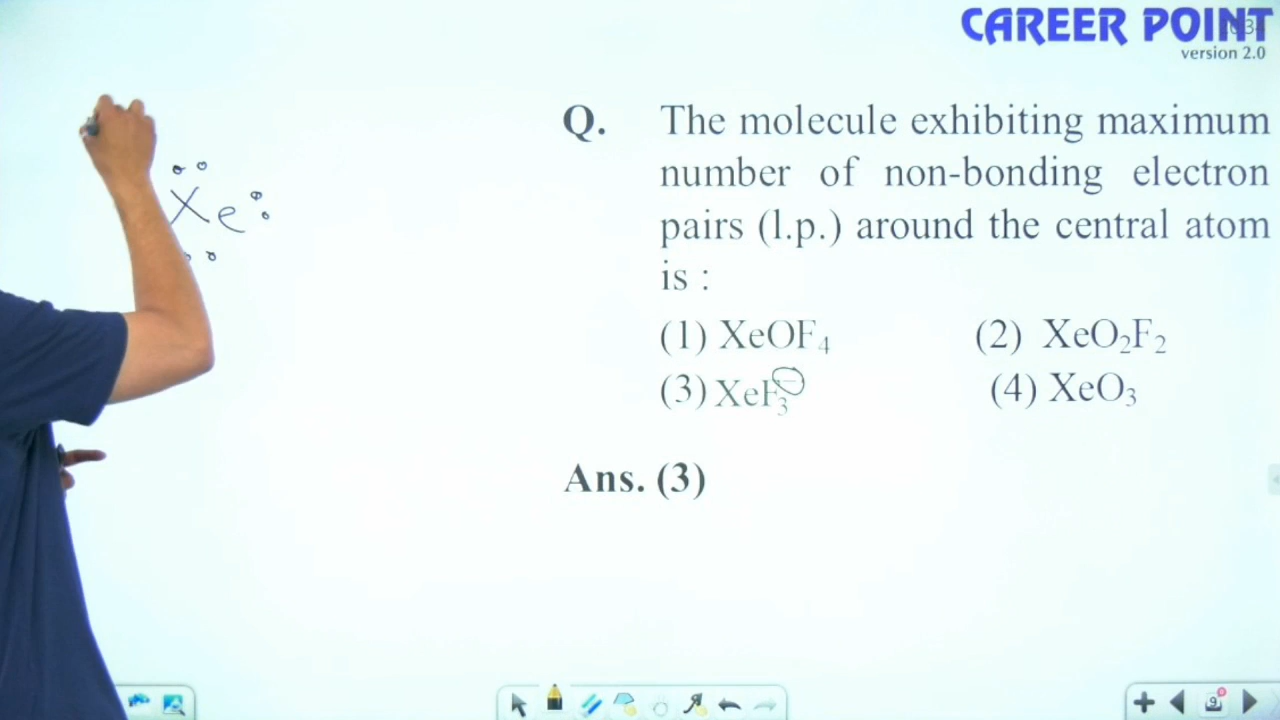 CAREER POINT
version 2.0
Q. The molecule exhibiting maximum
number of non-bonding electron
pairs (l.p.) around the central atom
is :
(1) XeOF₄ (2) XeO₂F₂
(3) XeF₃⁻ (4) XeO₃
Ans. (3)
Xe
9